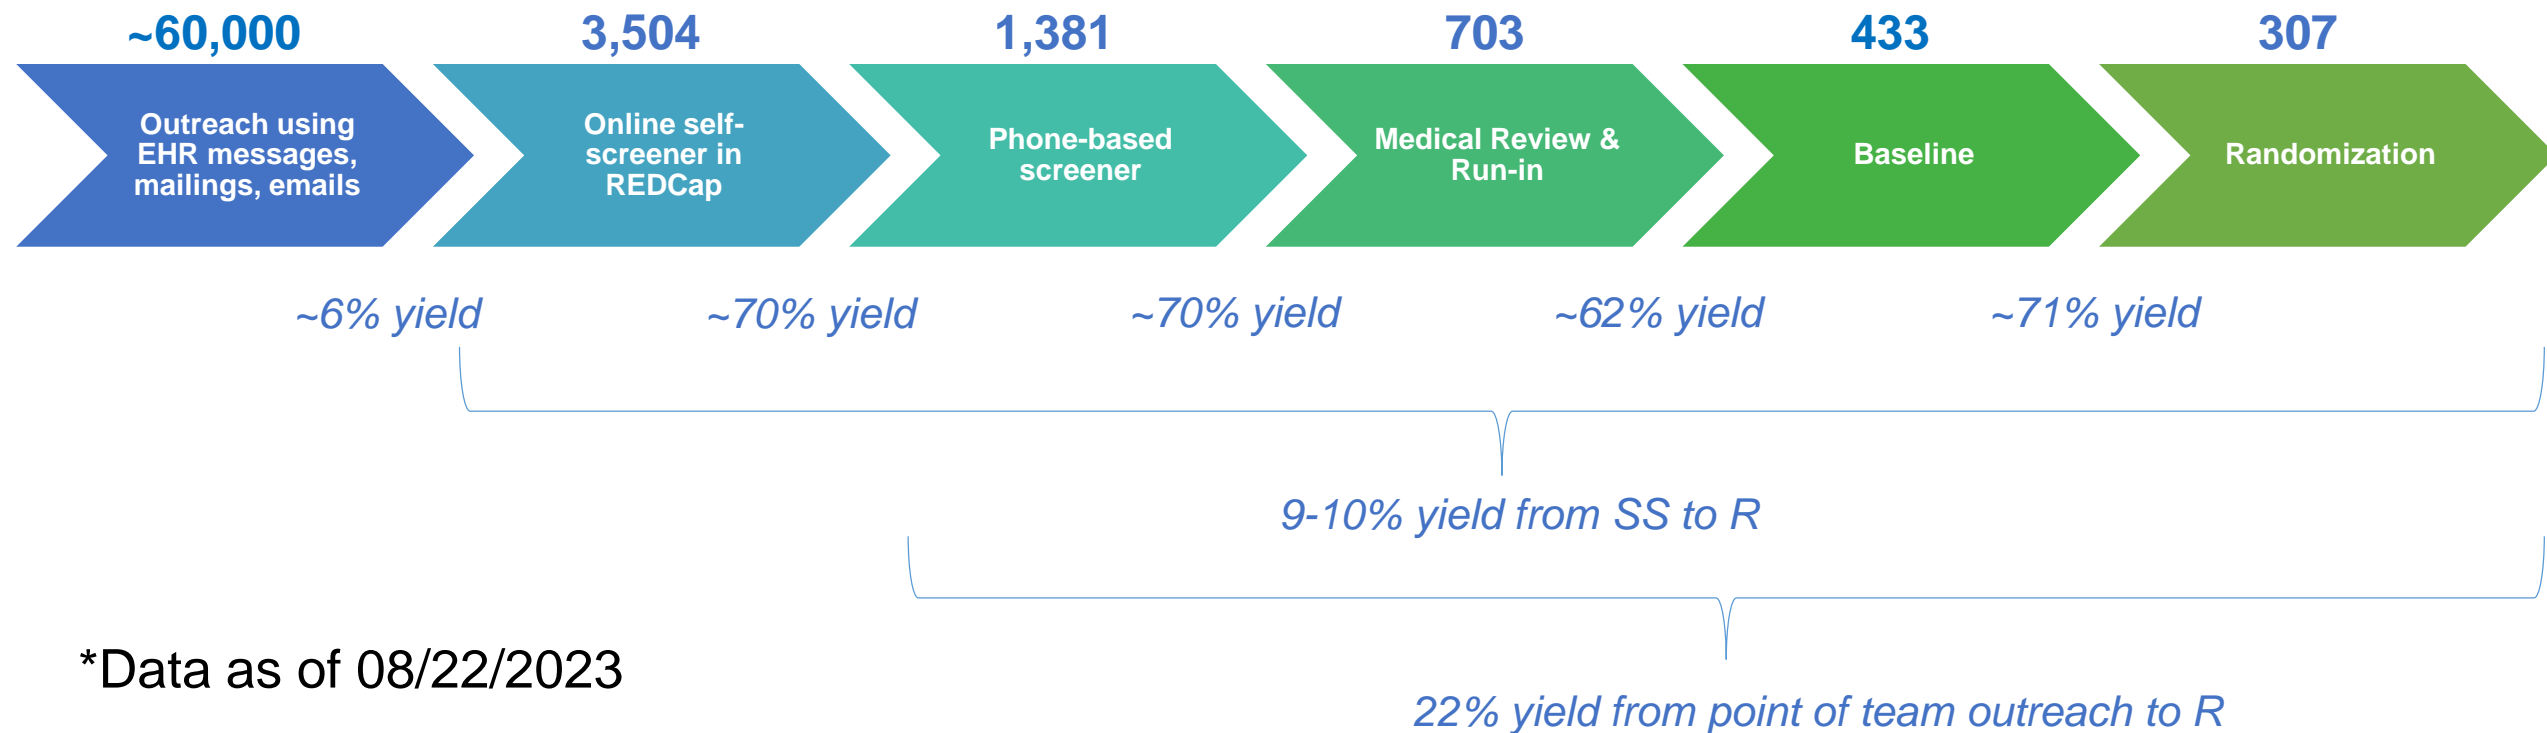 ~60,000
3,504
1,381
703
433
307
Outreach using
EHR messages,
mailings, emails
Online self-
screener in
REDCap
Phone-based
screener
Medical Review &
Run-in
Baseline
Randomization
~6% yield
~70% yield
~70% yield
~62% yield
~71% yield
9-10% yield from SS to R
*Data as of 08/22/2023
22% yield from point of team outreach to R